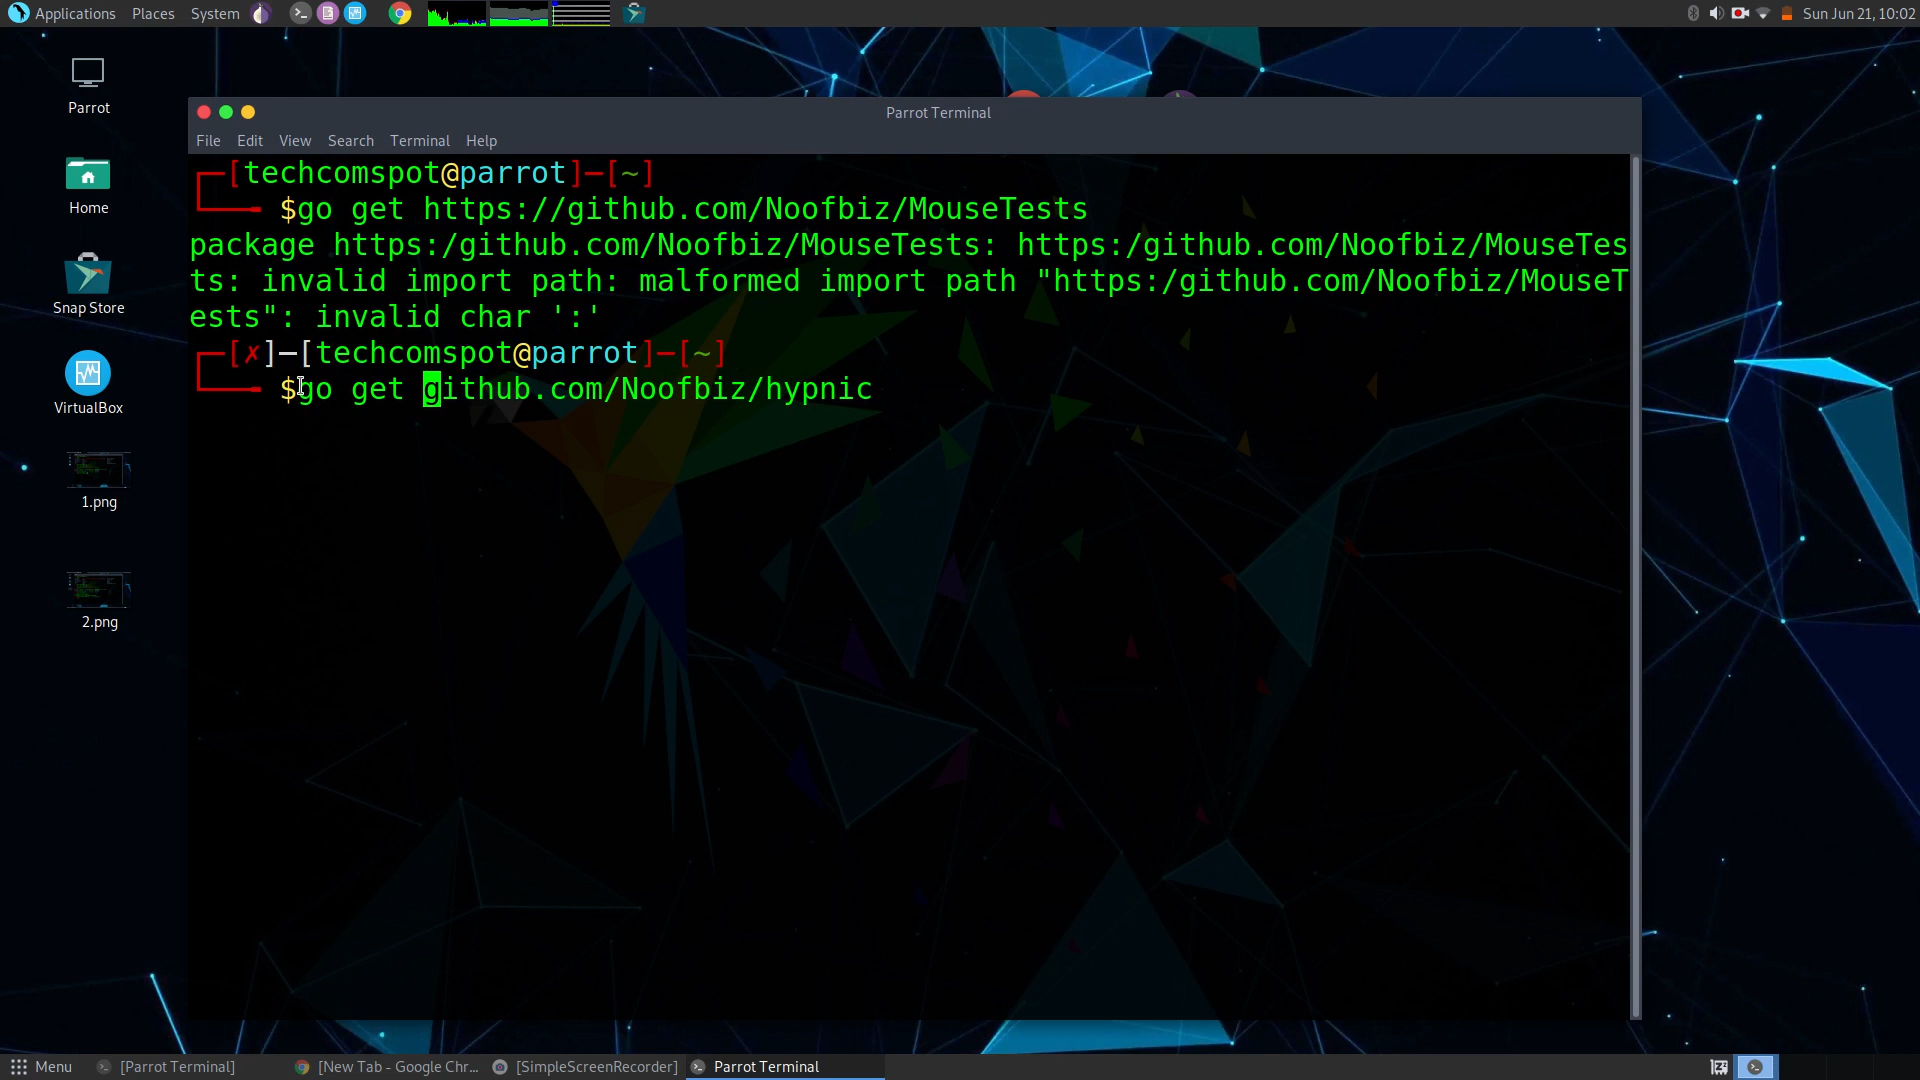 Applications Places System
Sun Jun 21, 10:02
Parrot
Home
Snap Store
VirtualBox
1.png
2.png
Parrot Terminal
File Edit View Search Terminal Help
┌─[techcomspot@parrot]─[~]
└──╼ $go get https://github.com/Noofbiz/MouseTests
package https:/github.com/Noofbiz/MouseTests: https:/github.com/Noofbiz/MouseTes
ts: invalid import path: malformed import path "https:/github.com/Noofbiz/MouseT
ests": invalid char ':'
┌─[✗]─[techcomspot@parrot]─[~]
└──╼ $go get github.com/Noofbiz/hypnic
Menu [Parrot Terminal] [New Tab - Google Chr... [SimpleScreenRecorder] Parrot Terminal